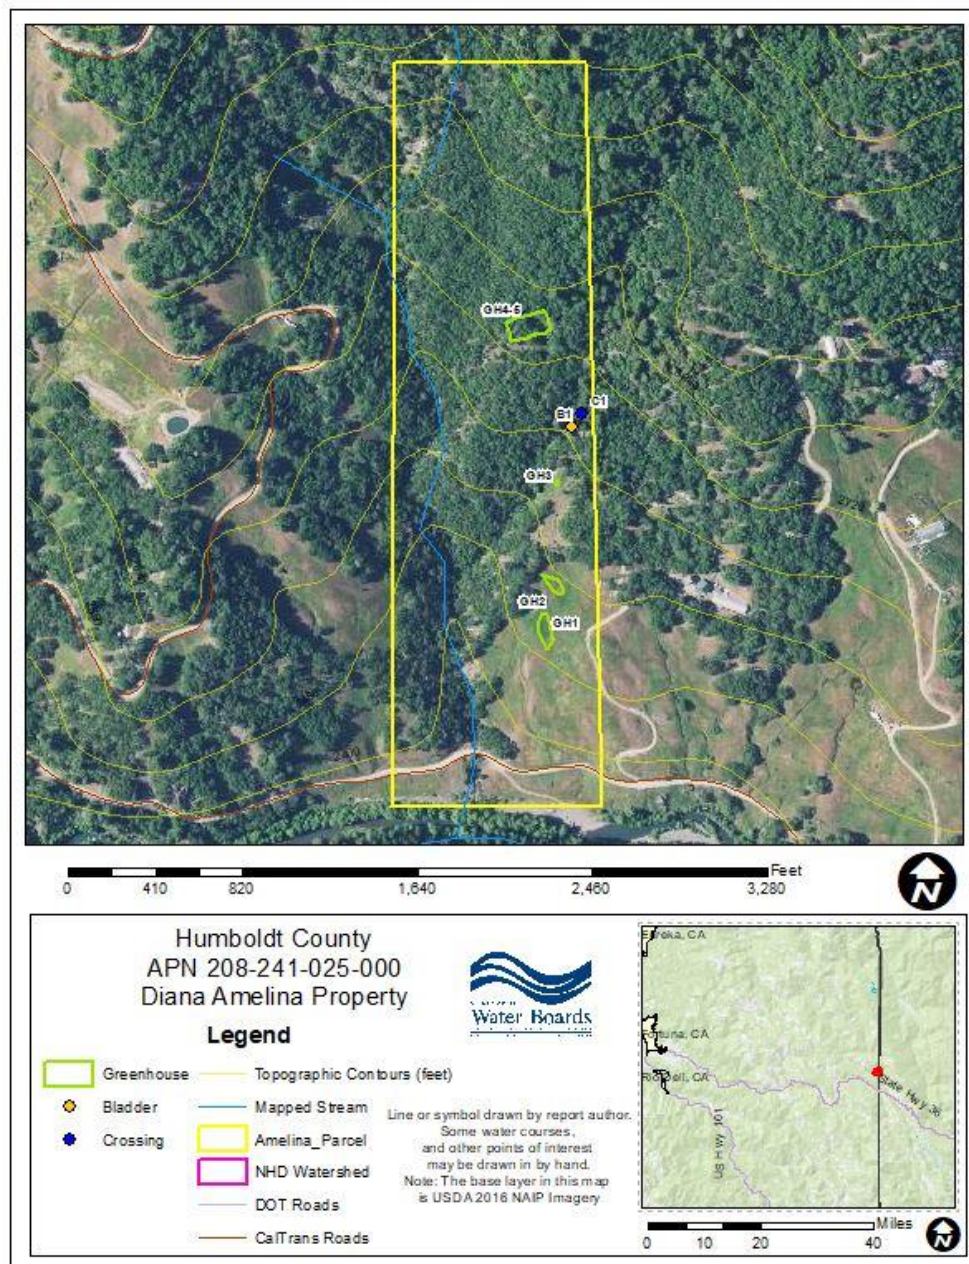 GH4-5
C1
B1
GH3
GH2
GH1
Feet
0 410 820 1,640 2,460 3,280
N
Humboldt County
APN 208-241-025-000
Diana Amelina Property
Water Boards
Legend
Greenhouse
Bladder
Crossing
Topographic Contours (feet)
Mapped Stream
Amelina_Parcel
NHD Watershed
DOT Roads
CalTrans Roads
Line or symbol drawn by report author.
Some water courses,
and other points of interest
may be drawn in by hand.
Note: The base layer in this map
is USDA 2016 NAIP Imagery
Eureka, CA
Fortuna, CA
Rio Dell, CA
State Hwy 36
US Hwy 101
Miles
0 10 20 40
N